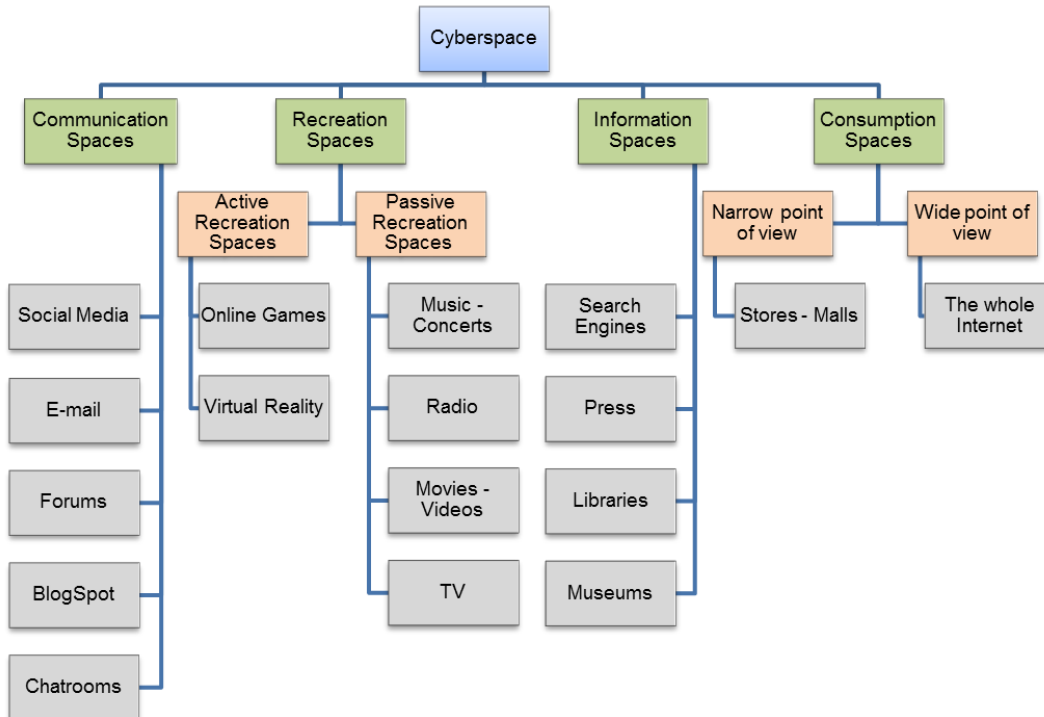 Cyberspace
Communication
Spaces
Recreation
Spaces
Information
Spaces
Consumption
Spaces
Active
Recreation
Spaces
Passive
Recreation
Spaces
Narrow point
of view
Wide point
of view
Social Media
Online Games
Music -
Concerts
Search
Engines
Stores - Malls
The whole
Internet
E-mail
Virtual Reality
Radio
Press
Forums
Movies -
Videos
Libraries
BlogSpot
TV
Museums
Chatrooms